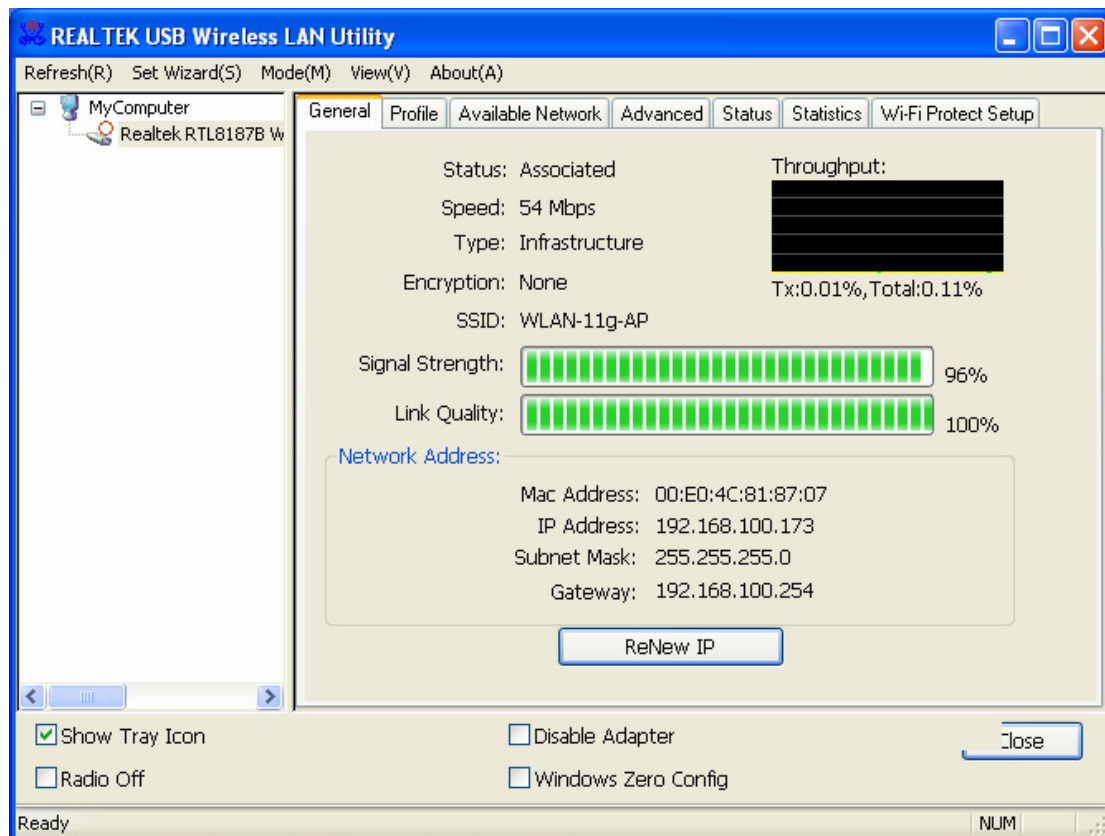 REALTEK USB Wireless LAN Utility
Refresh(R) Set Wizard(S) Mode(M) View(V) About(A)
MyComputer
Realtek RTL8187B W
General Profile Available Network Advanced Status Statistics Wi-Fi Protect Setup
Status: Associated
Speed: 54 Mbps
Type: Infrastructure
Encryption: None
SSID: WLAN-11g-AP
Throughput:
Tx:0.01%,Total:0.11%
Signal Strength: 96%
Link Quality: 100%
Network Address:
Mac Address: 00:E0:4C:81:87:07
IP Address: 192.168.100.173
Subnet Mask: 255.255.255.0
Gateway: 192.168.100.254
ReNew IP
Show Tray Icon
Radio Off
Disable Adapter
Windows Zero Config
Close
Ready NUM